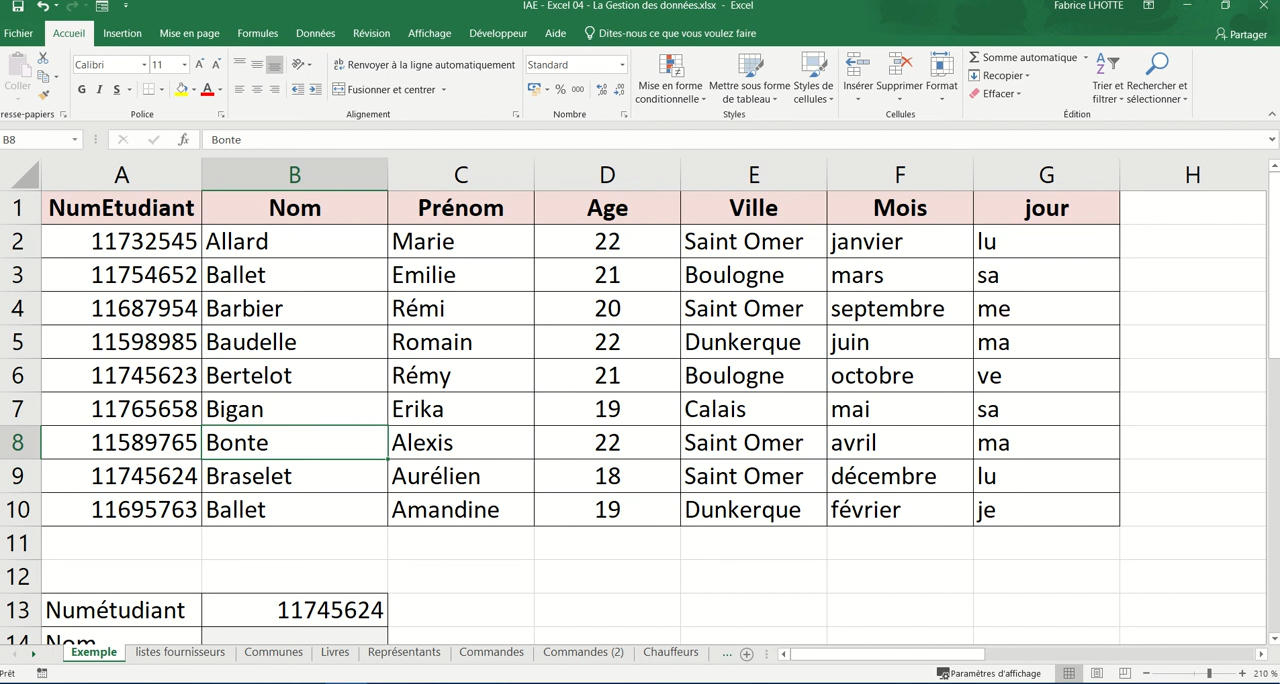 IAE - Excel 04 - La Gestion des données.xlsx - Excel
Fabrice LHOTTE
Fichier Accueil Insertion Mise en page Formules Données Révision Affichage Développeur Aide Dites-nous ce que vous voulez faire Partager
Coller
Calibri 11
Renvoyer à la ligne automatiquement
Standard
Mise en forme conditionnelle
Mettre sous forme de tableau
Styles de cellules
Insérer Supprimer Format
Somme automatique
Recopier
Effacer
Trier et filtrer
Rechercher et sélectionner
G I S
Fusionner et centrer
% 000
resse-papiers Police Alignement Nombre Styles Cellules Édition
B8 fx Bonte
A B C D E F G H
1 NumEtudiant Nom Prénom Age Ville Mois jour
2 11732545 Allard Marie 22 Saint Omer janvier lu
3 11754652 Ballet Emilie 21 Boulogne mars sa
4 11687954 Barbier Rémi 20 Saint Omer septembre me
5 11598985 Baudelle Romain 22 Dunkerque juin ma
6 11745623 Bertelot Rémy 21 Boulogne octobre ve
7 11765658 Bigan Erika 19 Calais mai sa
8 11589765 Bonte Alexis 22 Saint Omer avril ma
9 11745624 Braselet Aurélien 18 Saint Omer décembre lu
10 11695763 Ballet Amandine 19 Dunkerque février je
11
12
13 Numétudiant 11745624
14 Nom
Exemple listes fournisseurs Communes Livres Représentants Commandes Commandes (2) Chauffeurs ...
Prêt Paramètres d'affichage 210 %